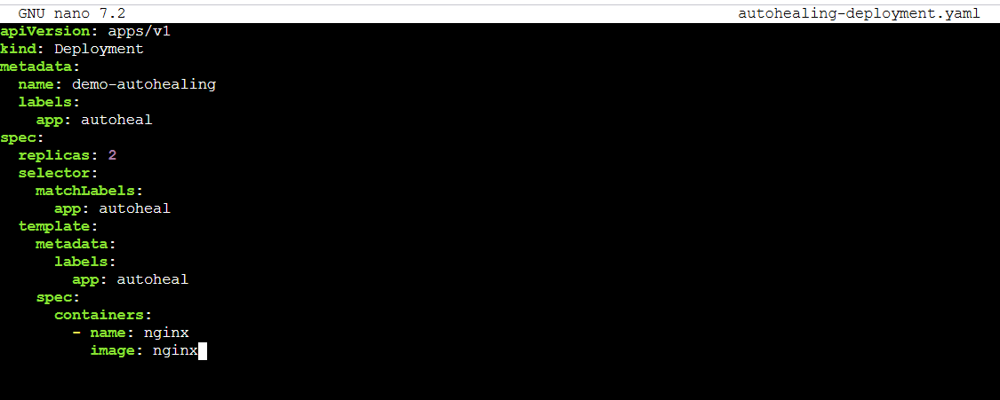 GNU nano 7.2 autohealing-deployment.yaml
apiVersion: apps/v1
kind: Deployment
metadata:
  name: demo-autohealing
  labels:
    app: autoheal
spec:
  replicas: 2
  selector:
    matchLabels:
      app: autoheal
  template:
    metadata:
      labels:
        app: autoheal
    spec:
      containers:
        - name: nginx
          image: nginx